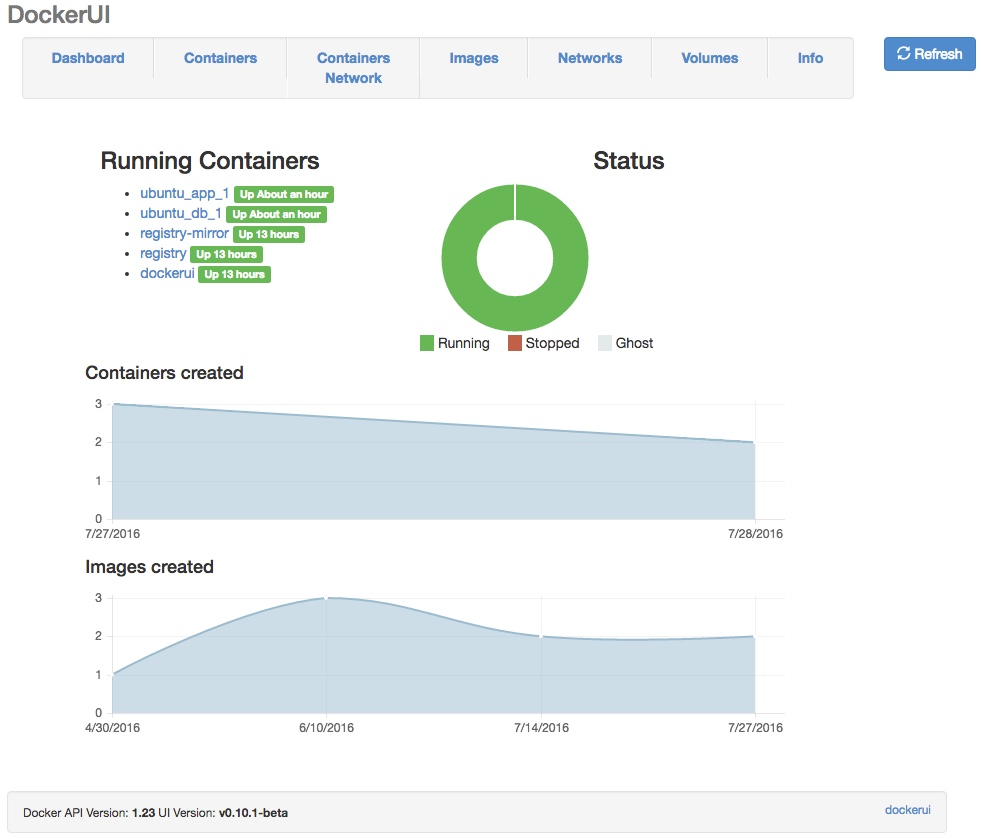 DockerUI
Dashboard
Containers
Containers
Network
Images
Networks
Volumes
Info
Refresh
Running Containers
ubuntu_app_1 Up About an hour
ubuntu_db_1 Up About an hour
registry-mirror Up 13 hours
registry Up 13 hours
dockerui Up 13 hours
Status
Running Stopped Ghost
Containers created
3
2
1
0
7/27/2016 7/28/2016
Images created
3
2
1
0
4/30/2016 6/10/2016 7/14/2016 7/27/2016
Docker API Version: 1.23 UI Version: v0.10.1-beta
dockerui